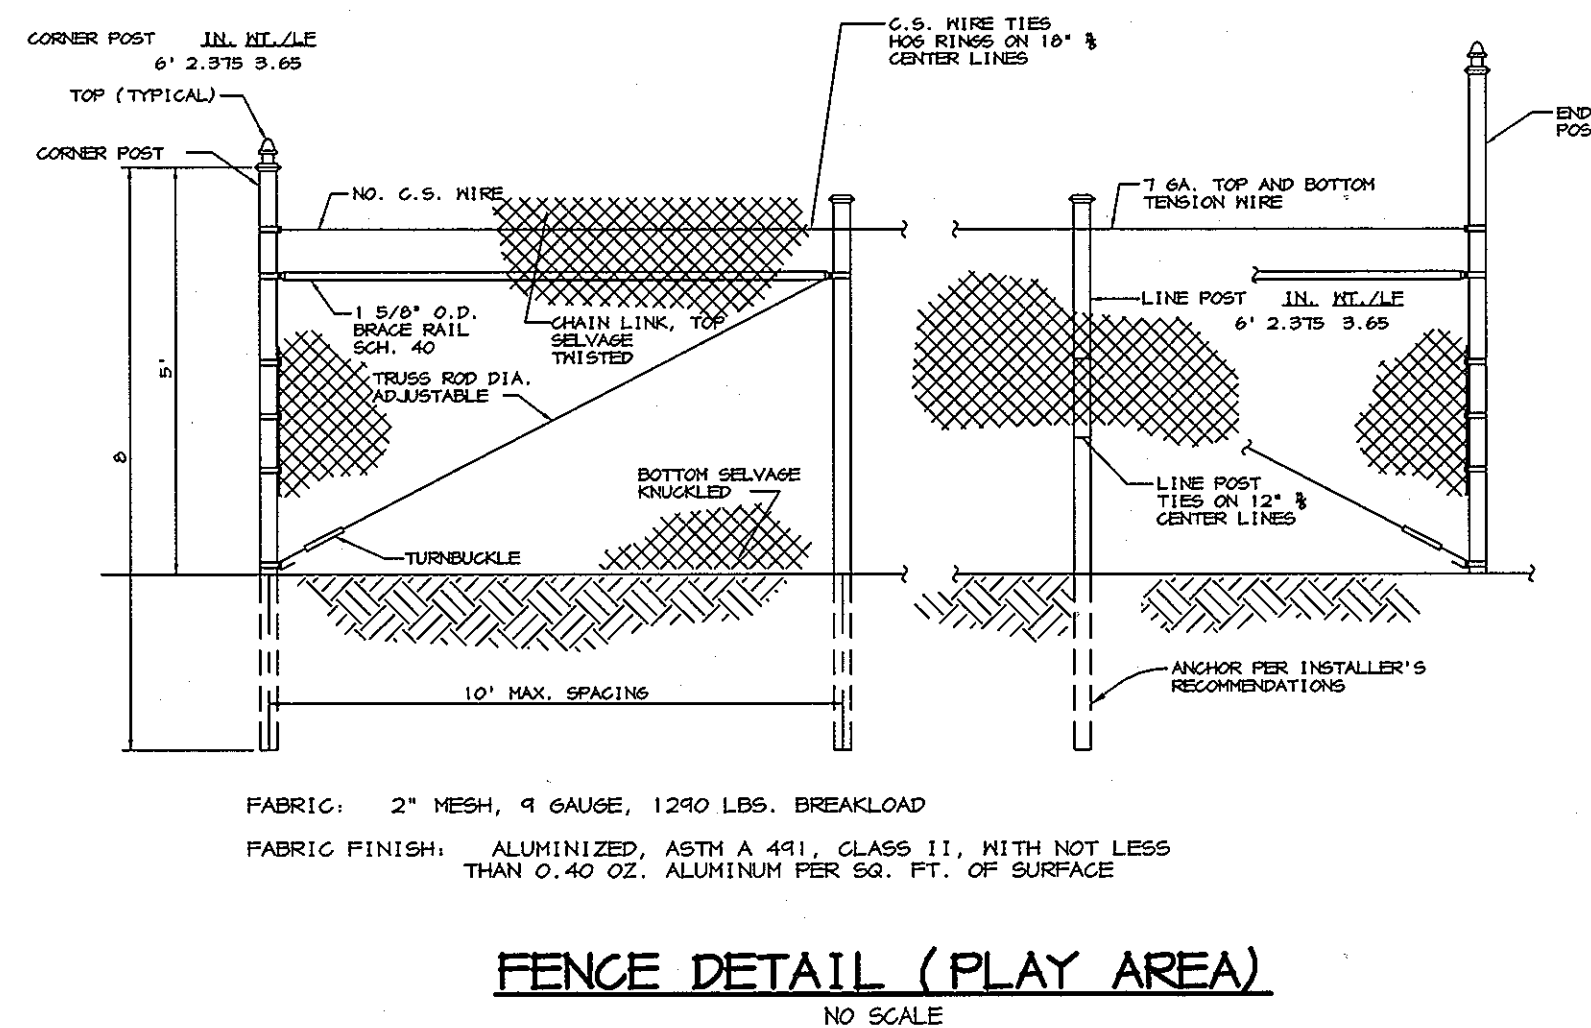 CORNER POST IN. WT./LF
6' 2.375 3.65
TOP (TYPICAL)
CORNER POST
C.S. WIRE TIES
HOG RINGS ON 18"
CENTER LINES
END
POS
NO. C.S. WIRE
7 GA. TOP AND BOTTOM
TENSION WIRE
1 5/8" O.D.
BRACE RAIL
SCH. 40
CHAIN LINK, TOP
SELVAGE
TWISTED
LINE POST IN. WT./LF
6' 2.375 3.65
5'
8
TRUSS ROD DIA.
ADJUSTABLE
BOTTOM SELVAGE
KNUCKLED
LINE POST
TIES ON 12"
CENTER LINES
TURNBUCKLE
10' MAX. SPACING
ANCHOR PER INSTALLER'S
RECOMMENDATIONS
FABRIC: 2" MESH, 9 GAUGE, 1290 LBS. BREAKLOAD
FABRIC FINISH: ALUMINIZED, ASTM A 491, CLASS II, WITH NOT LESS
THAN 0.40 OZ. ALUMINUM PER SQ. FT. OF SURFACE
FENCE DETAIL (PLAY AREA)
NO SCALE